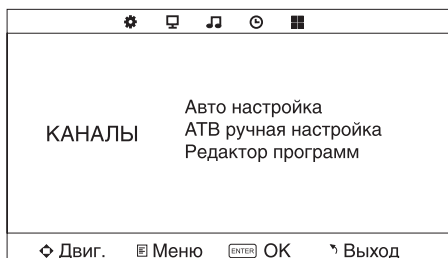 КАНАЛЫ
Авто настройка
АТВ ручная настройка
Редактор программ
Двиг. Меню ENTER OK Выход